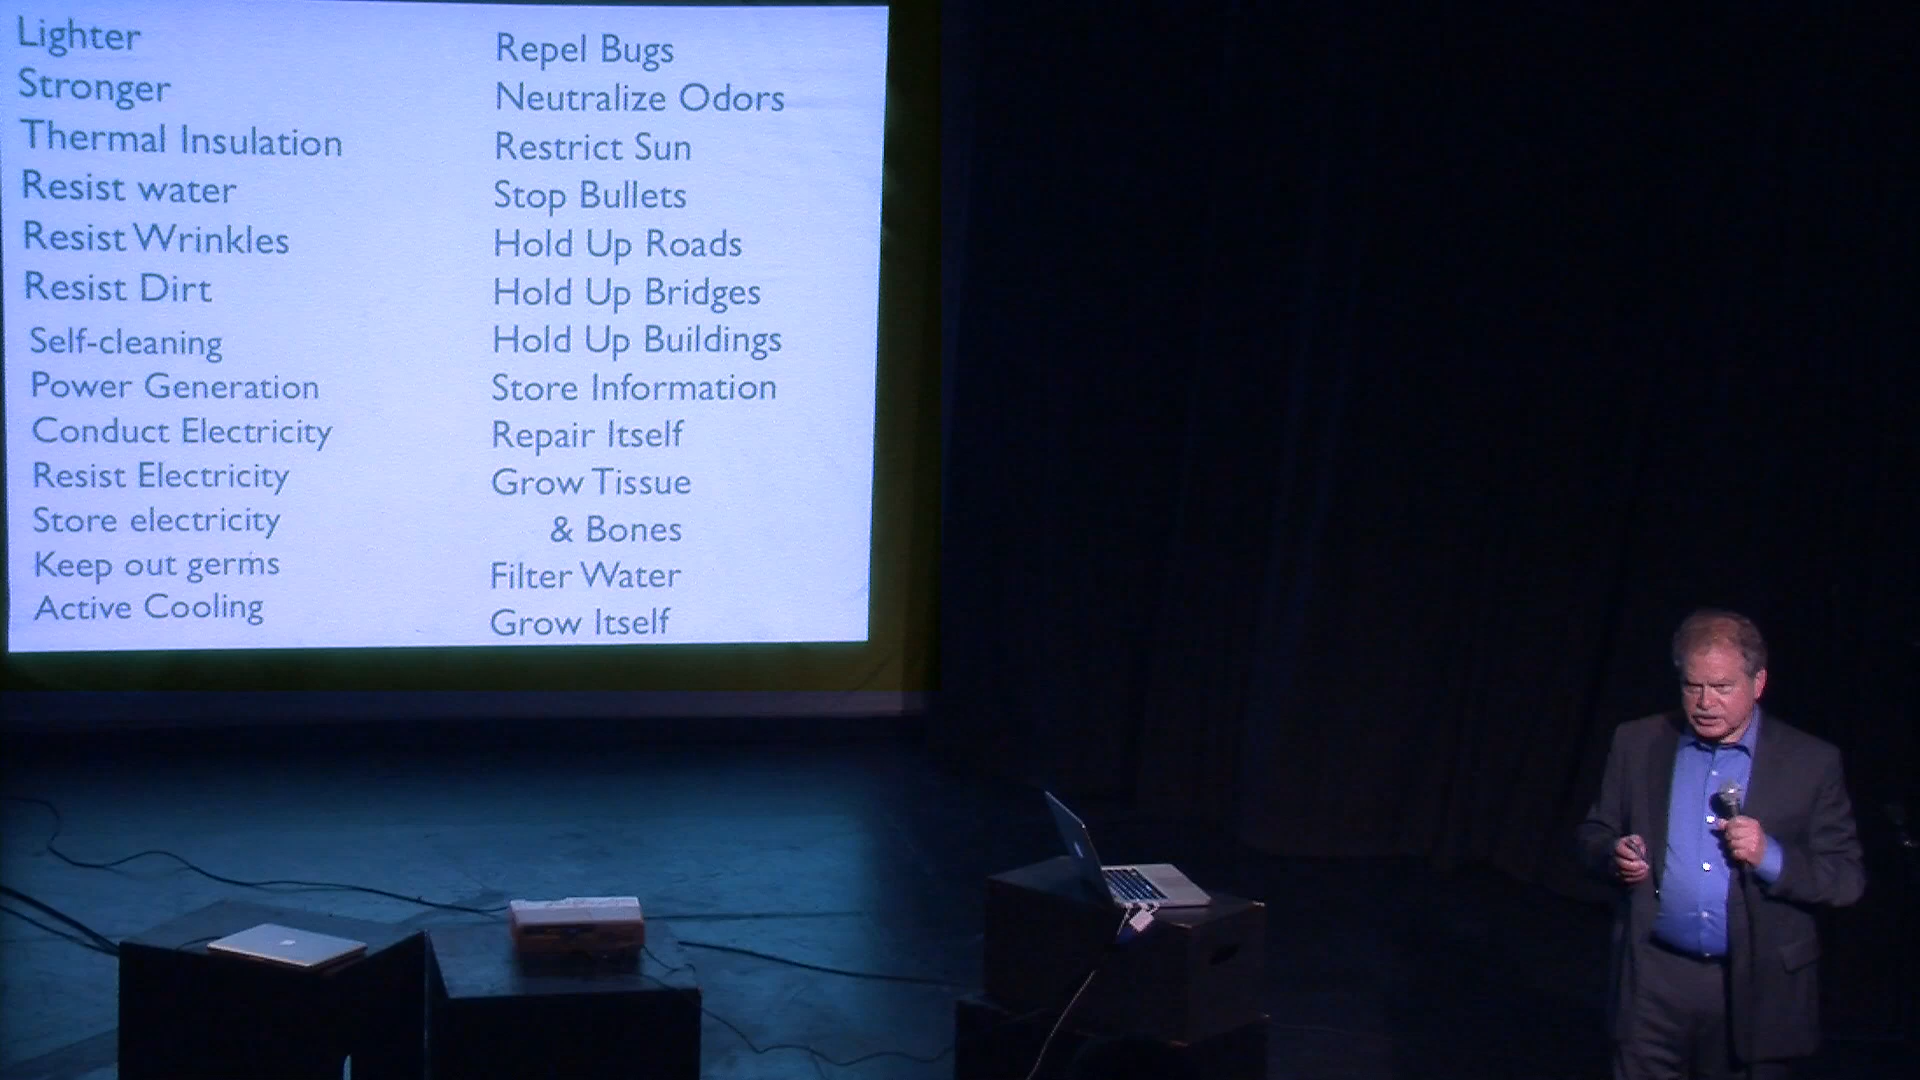 Lighter
Stronger
Thermal Insulation
Resist water
Resist Wrinkles
Resist Dirt
Self-cleaning
Power Generation
Conduct Electricity
Resist Electricity
Store electricity
Keep out germs
Active Cooling
Repel Bugs
Neutralize Odors
Restrict Sun
Stop Bullets
Hold Up Roads
Hold Up Bridges
Hold Up Buildings
Store Information
Repair Itself
Grow Tissue
& Bones
Filter Water
Grow Itself